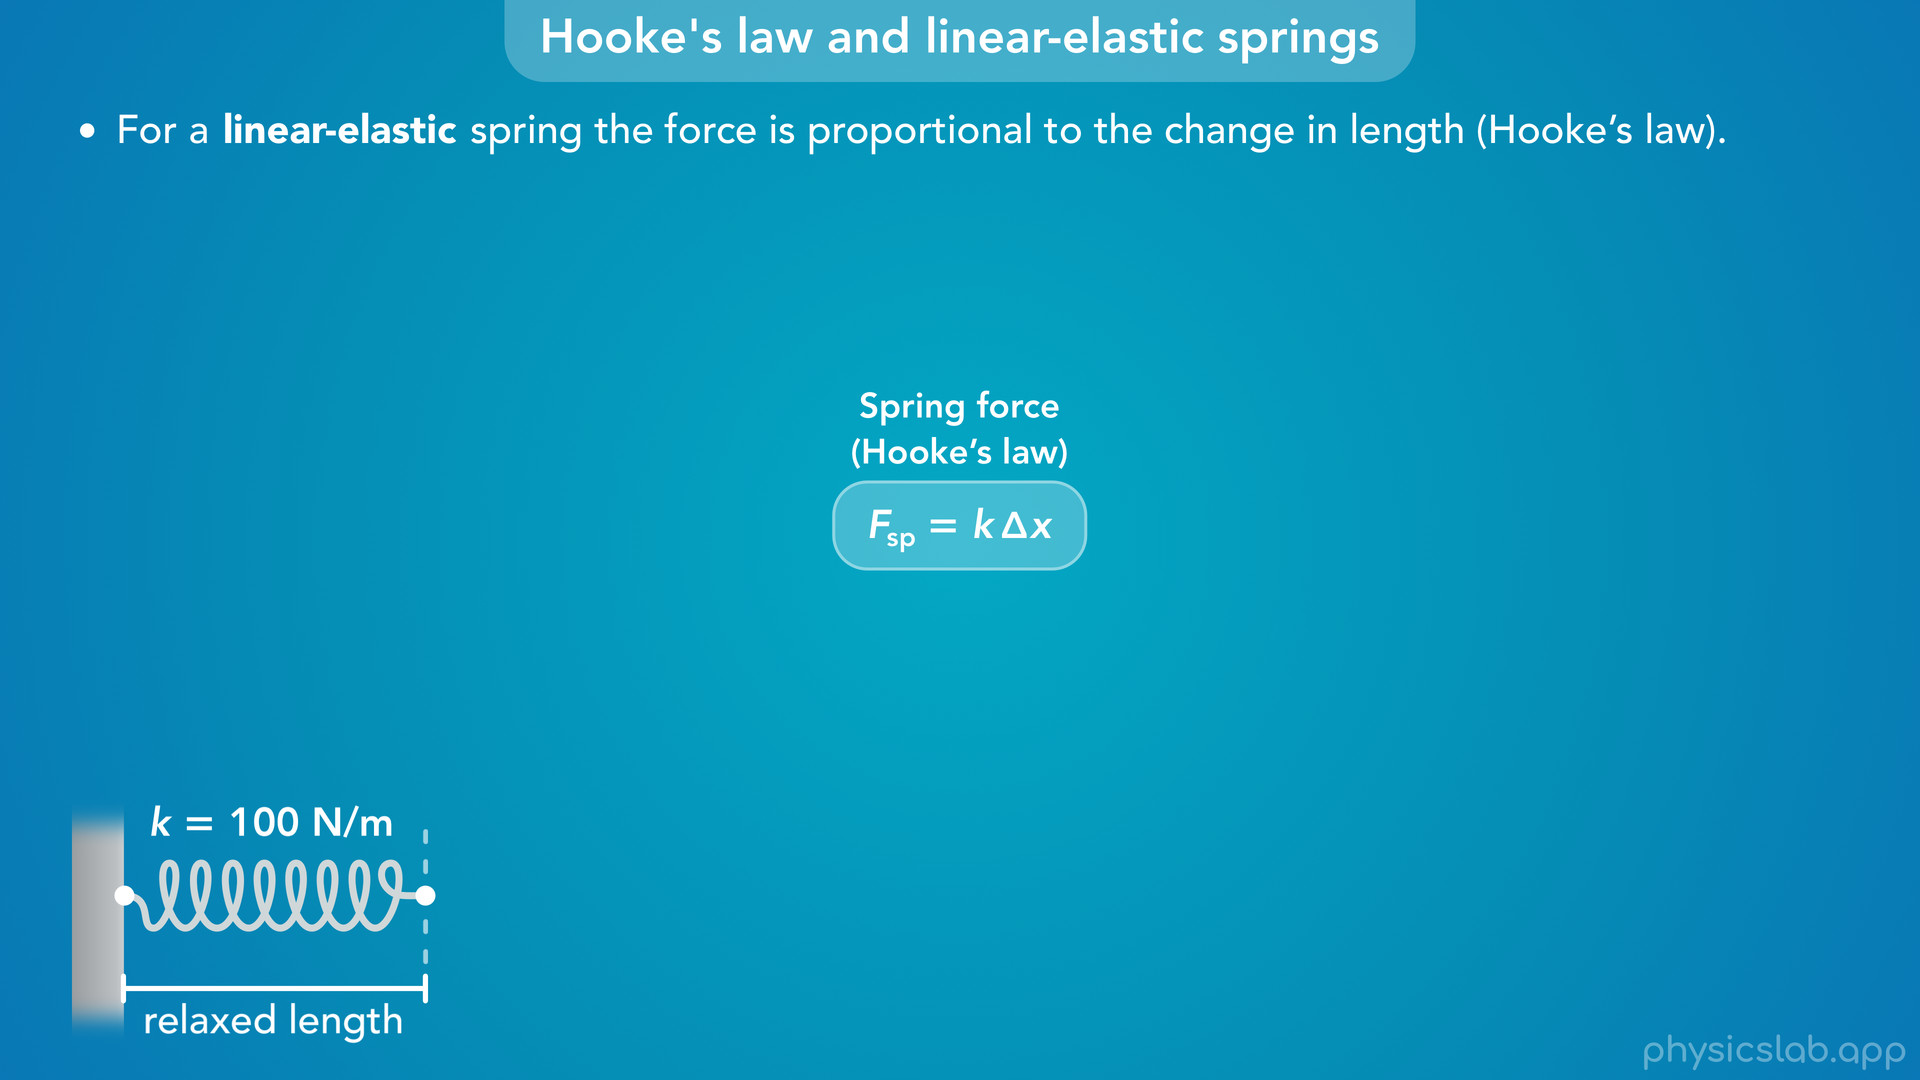 Hooke's law and linear-elastic springs
• For a linear-elastic spring the force is proportional to the change in length (Hooke’s law).
Spring force
(Hooke’s law)
Fsp = k Δx
k = 100 N/m
relaxed length
physicslab.app